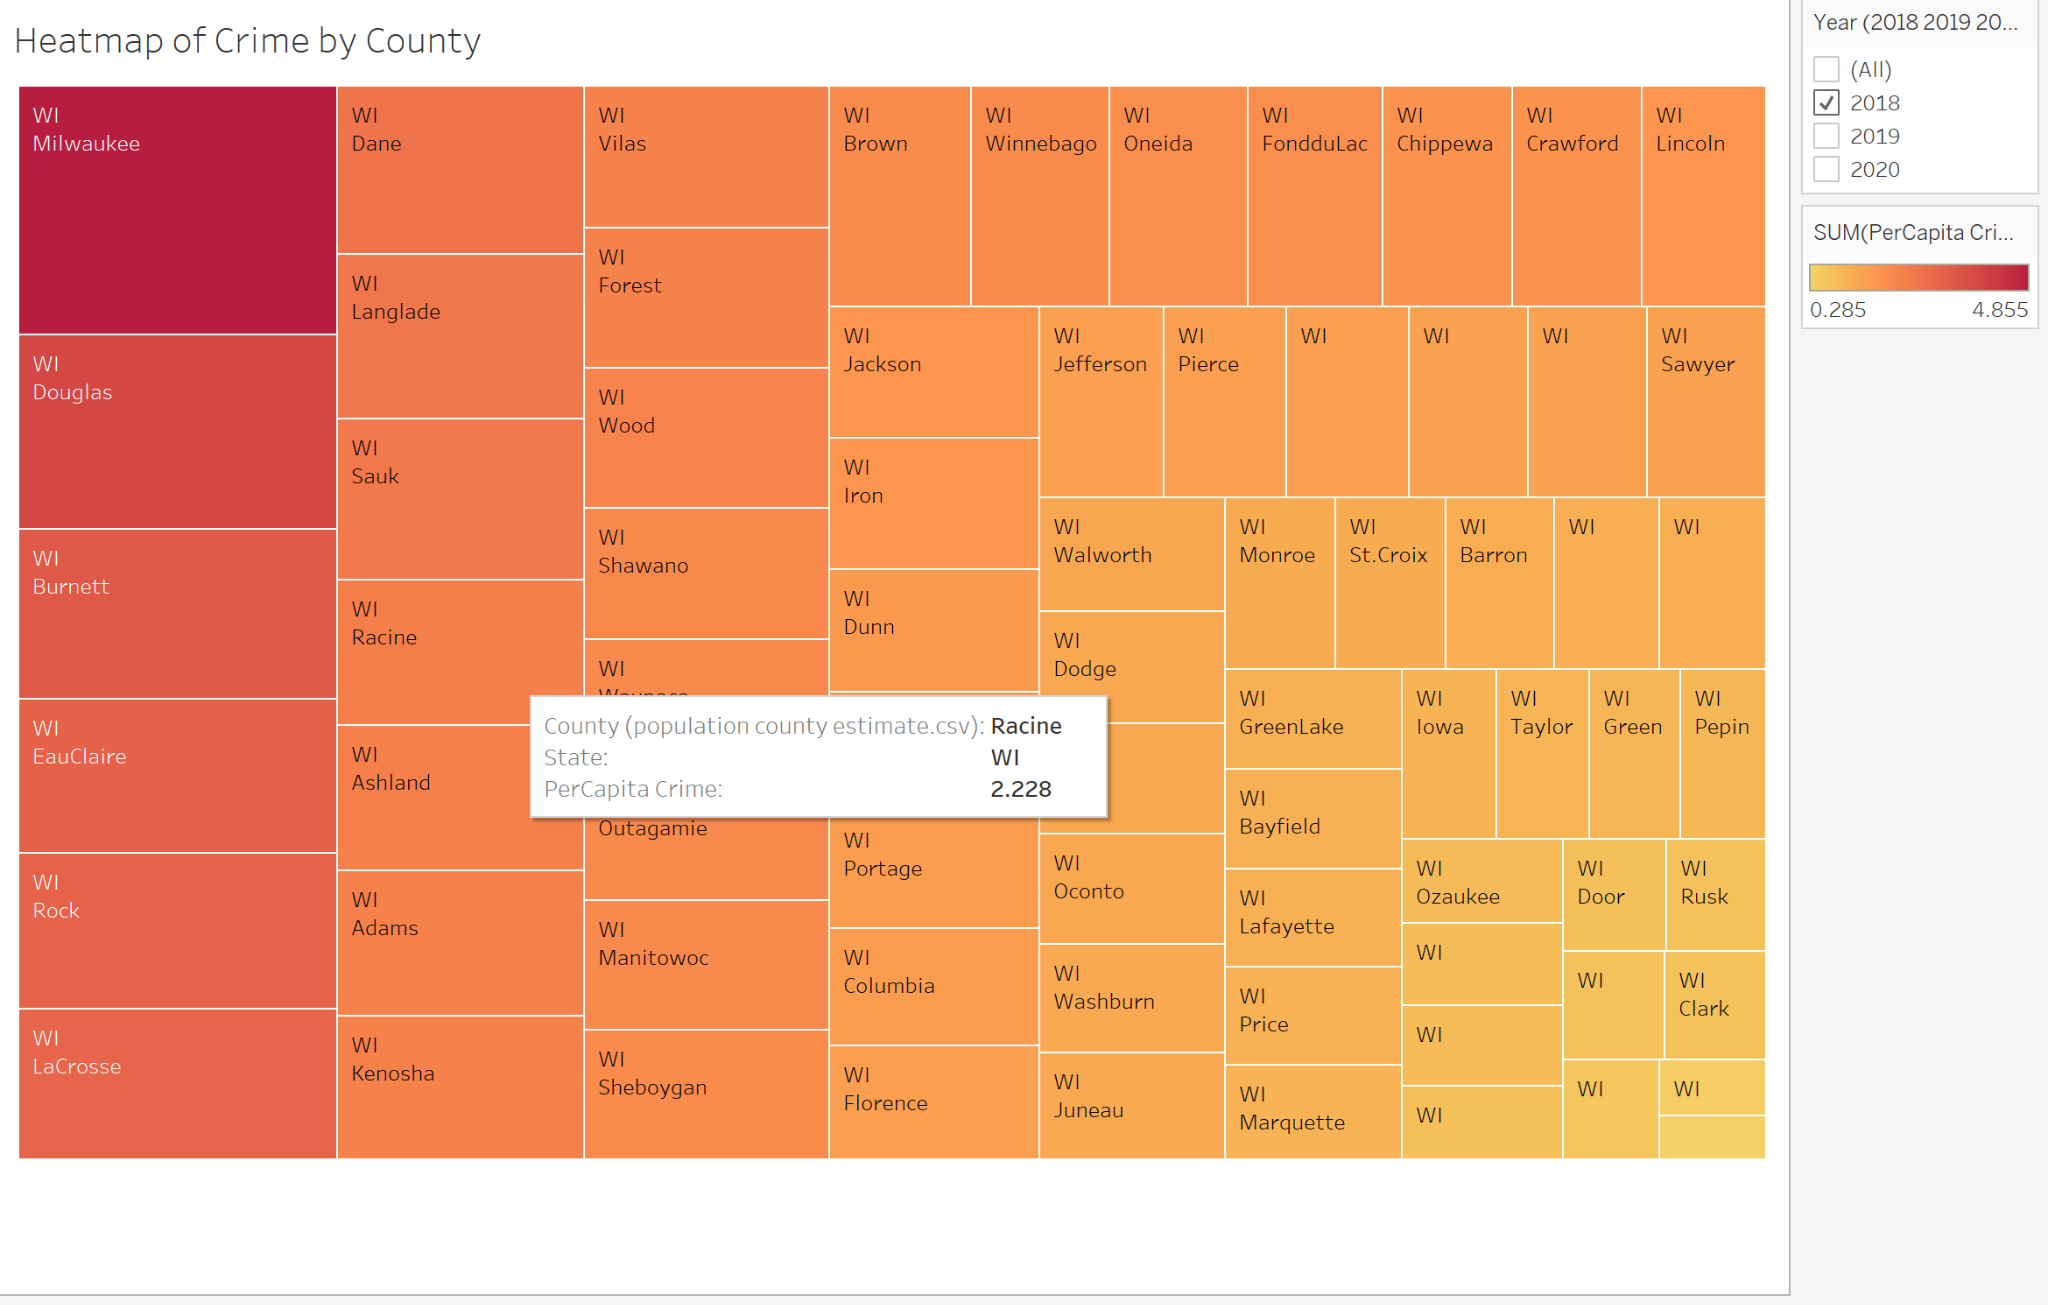 Heatmap of Crime by County
WI
Milwaukee
WI
Douglas
WI
Burnett
WI
EauClaire
WI
Rock
WI
LaCrosse
WI
Dane
WI
Langlade
WI
Sauk
WI
Racine
WI
Ashland
WI
Adams
WI
Kenosha
WI
Vilas
WI
Forest
WI
Wood
WI
Shawano
WI
Outagamie
WI
Manitowoc
WI
Sheboygan
WI
Brown
WI
Winnebago
WI
Oneida
WI
FondduLac
WI
Chippewa
WI
Crawford
WI
Lincoln
WI
Jackson
WI
Iron
WI
Dunn
WI
Portage
WI
Columbia
WI
Florence
WI
Jefferson
WI
Pierce
WI
WI
WI
WI
Sawyer
WI
Walworth
WI
Dodge
WI
Oconto
WI
Washburn
WI
Juneau
WI
Monroe
WI
St.Croix
WI
Barron
WI
WI
WI
GreenLake
WI
Bayfield
WI
Lafayette
WI
Price
WI
Marquette
WI
Iowa
WI
Taylor
WI
Green
WI
Pepin
WI
Ozaukee
WI
WI
WI
WI
Door
WI
Rusk
WI
WI
Clark
WI
WI
County (population county estimate.csv): Racine
State: WI
PerCapita Crime: 2.228
Year (2018 2019 20...
(All)
2018
2019
2020
SUM(PerCapita Cri...
0.285 4.855